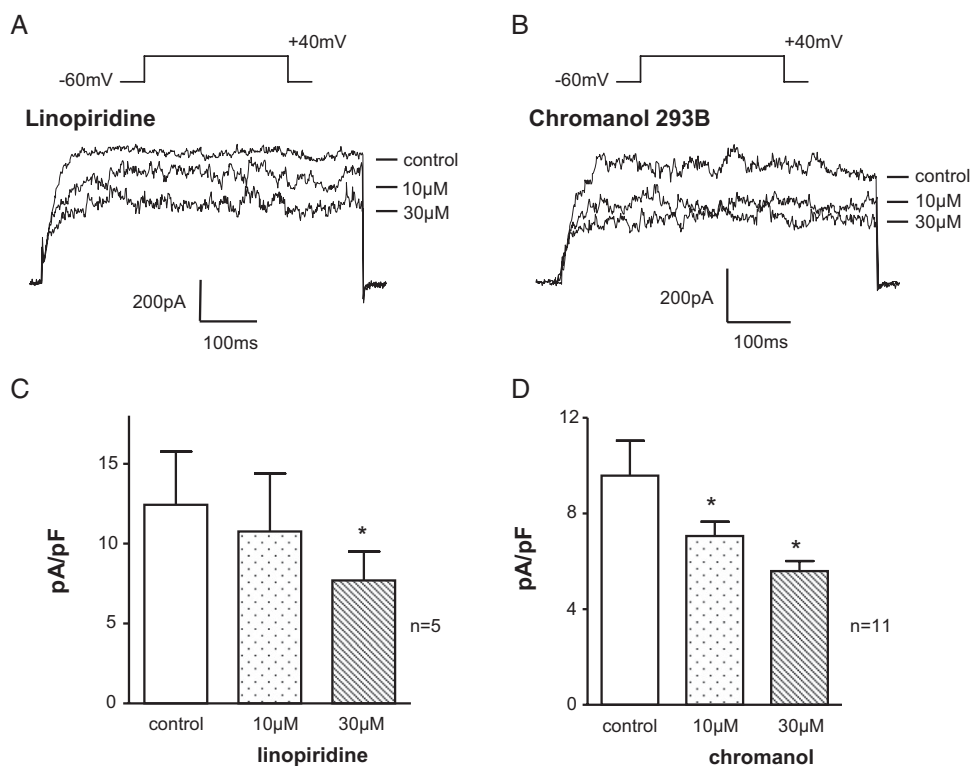 A
+40mV
-60mV
Linopiridine
control
10µM
30µM
200pA
100ms
B
+40mV
-60mV
Chromanol 293B
control
10µM
30µM
200pA
100ms
C
pA/pF
15
10
5
0
*
n=5
control 10µM 30µM
linopiridine
D
pA/pF
12
8
4
0
*
*
n=11
control 10µM 30µM
chromanol